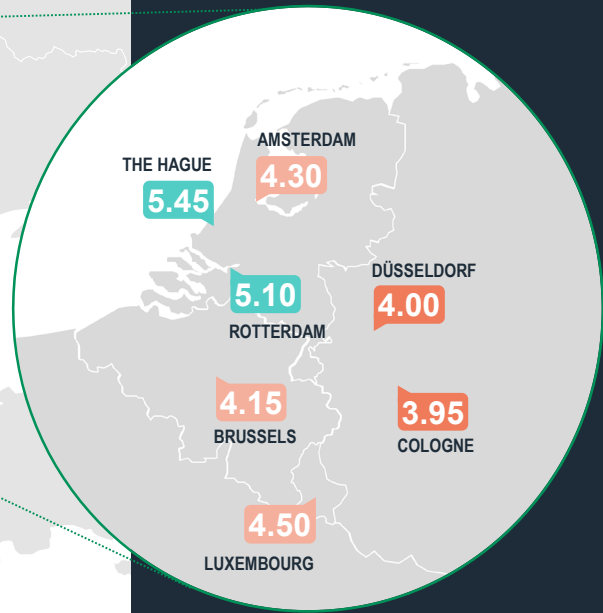 AMSTERDAM
4.30
THE HAGUE
5.45
DÜSSELDORF
4.00
5.10
ROTTERDAM
4.15
BRUSSELS
3.95
COLOGNE
4.50
LUXEMBOURG